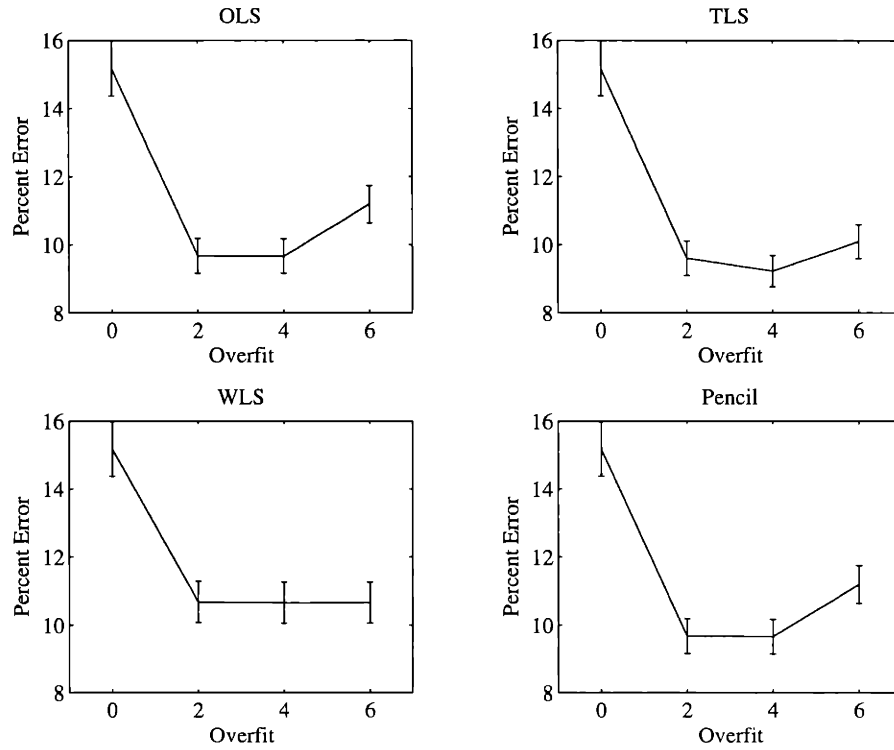 OLS
16
14
12
10
8
Percent Error
0 2 4 6
Overfit
TLS
16
14
12
10
8
Percent Error
0 2 4 6
Overfit
WLS
16
14
12
10
8
Percent Error
0 2 4 6
Overfit
Pencil
16
14
12
10
8
Percent Error
0 2 4 6
Overfit